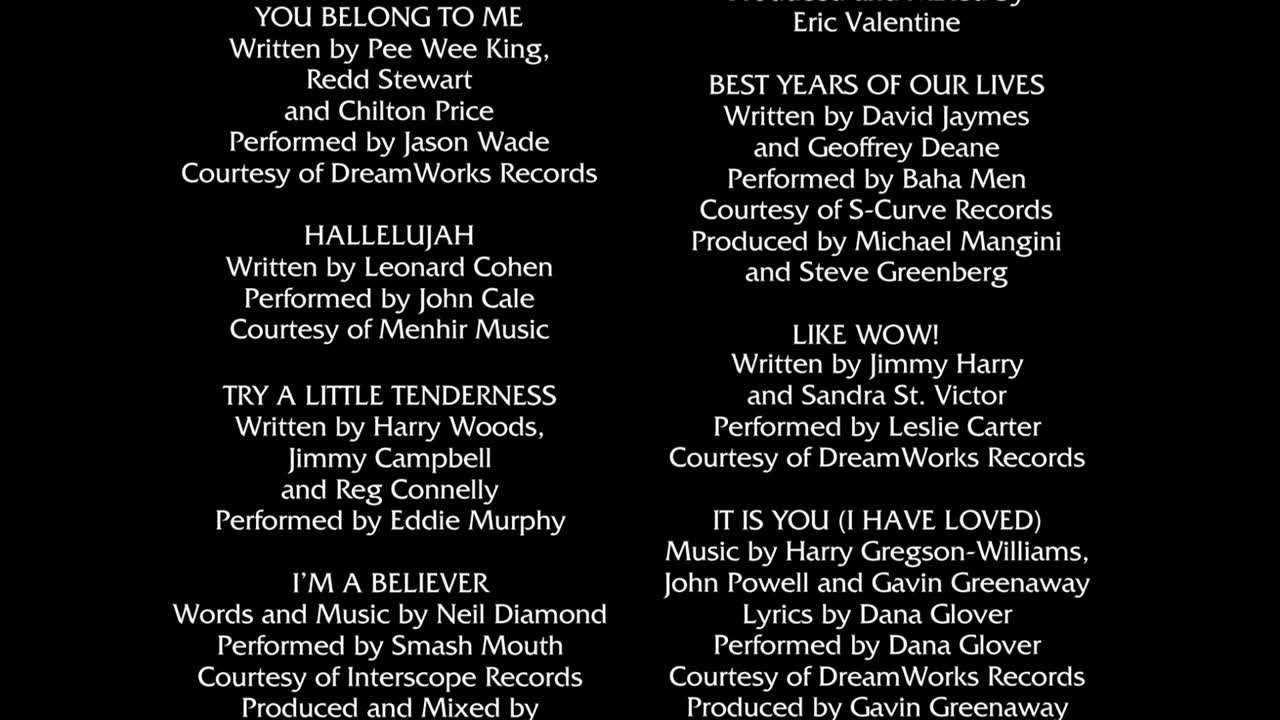 YOU BELONG TO ME
Written by Pee Wee King,
Redd Stewart
and Chilton Price
Performed by Jason Wade
Courtesy of DreamWorks Records
HALLELUJAH
Written by Leonard Cohen
Performed by John Cale
Courtesy of Menhir Music
TRY A LITTLE TENDERNESS
Written by Harry Woods,
Jimmy Campbell
and Reg Connelly
Performed by Eddie Murphy
I'M A BELIEVER
Words and Music by Neil Diamond
Performed by Smash Mouth
Courtesy of Interscope Records
Produced and Mixed by
Produced and Mixed by
Eric Valentine
BEST YEARS OF OUR LIVES
Written by David Jaymes
and Geoffrey Deane
Performed by Baha Men
Courtesy of S-Curve Records
Produced by Michael Mangini
and Steve Greenberg
LIKE WOW!
Written by Jimmy Harry
and Sandra St. Victor
Performed by Leslie Carter
Courtesy of DreamWorks Records
IT IS YOU (I HAVE LOVED)
Music by Harry Gregson-Williams,
John Powell and Gavin Greenaway
Lyrics by Dana Glover
Performed by Dana Glover
Courtesy of DreamWorks Records
Produced by Gavin Greenaway